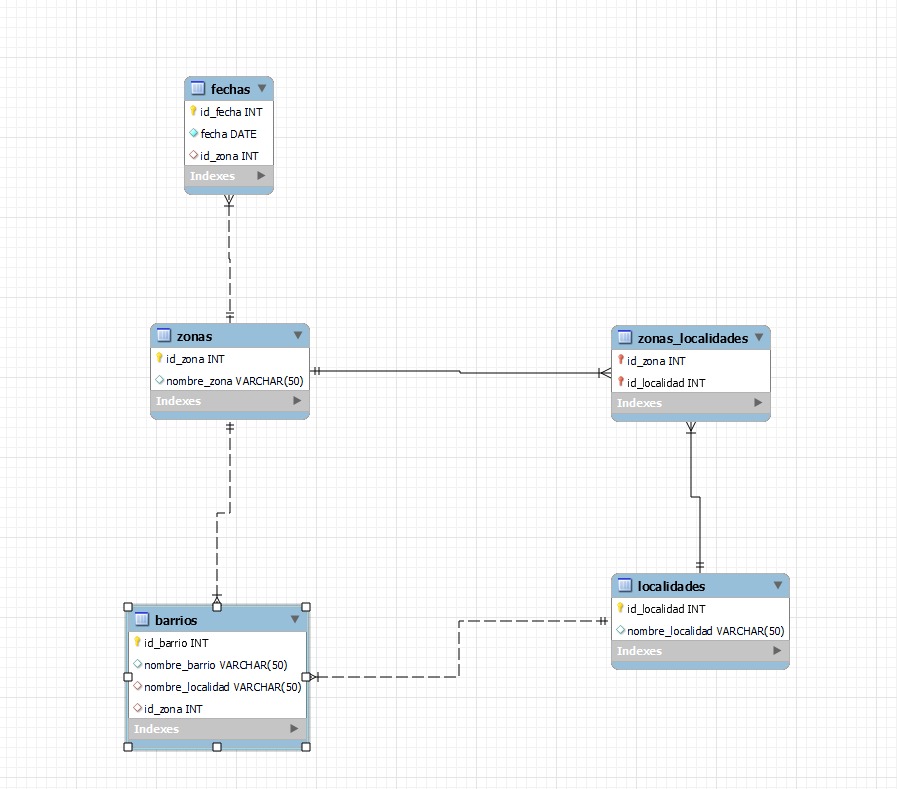 fechas
id_fecha INT
fecha DATE
id_zona INT
Indexes
zonas
id_zona INT
nombre_zona VARCHAR(50)
Indexes
zonas_localidades
id_zona INT
id_localidad INT
Indexes
barrios
id_barrio INT
nombre_barrio VARCHAR(50)
nombre_localidad VARCHAR(50)
id_zona INT
Indexes
localidades
id_localidad INT
nombre_localidad VARCHAR(50)
Indexes